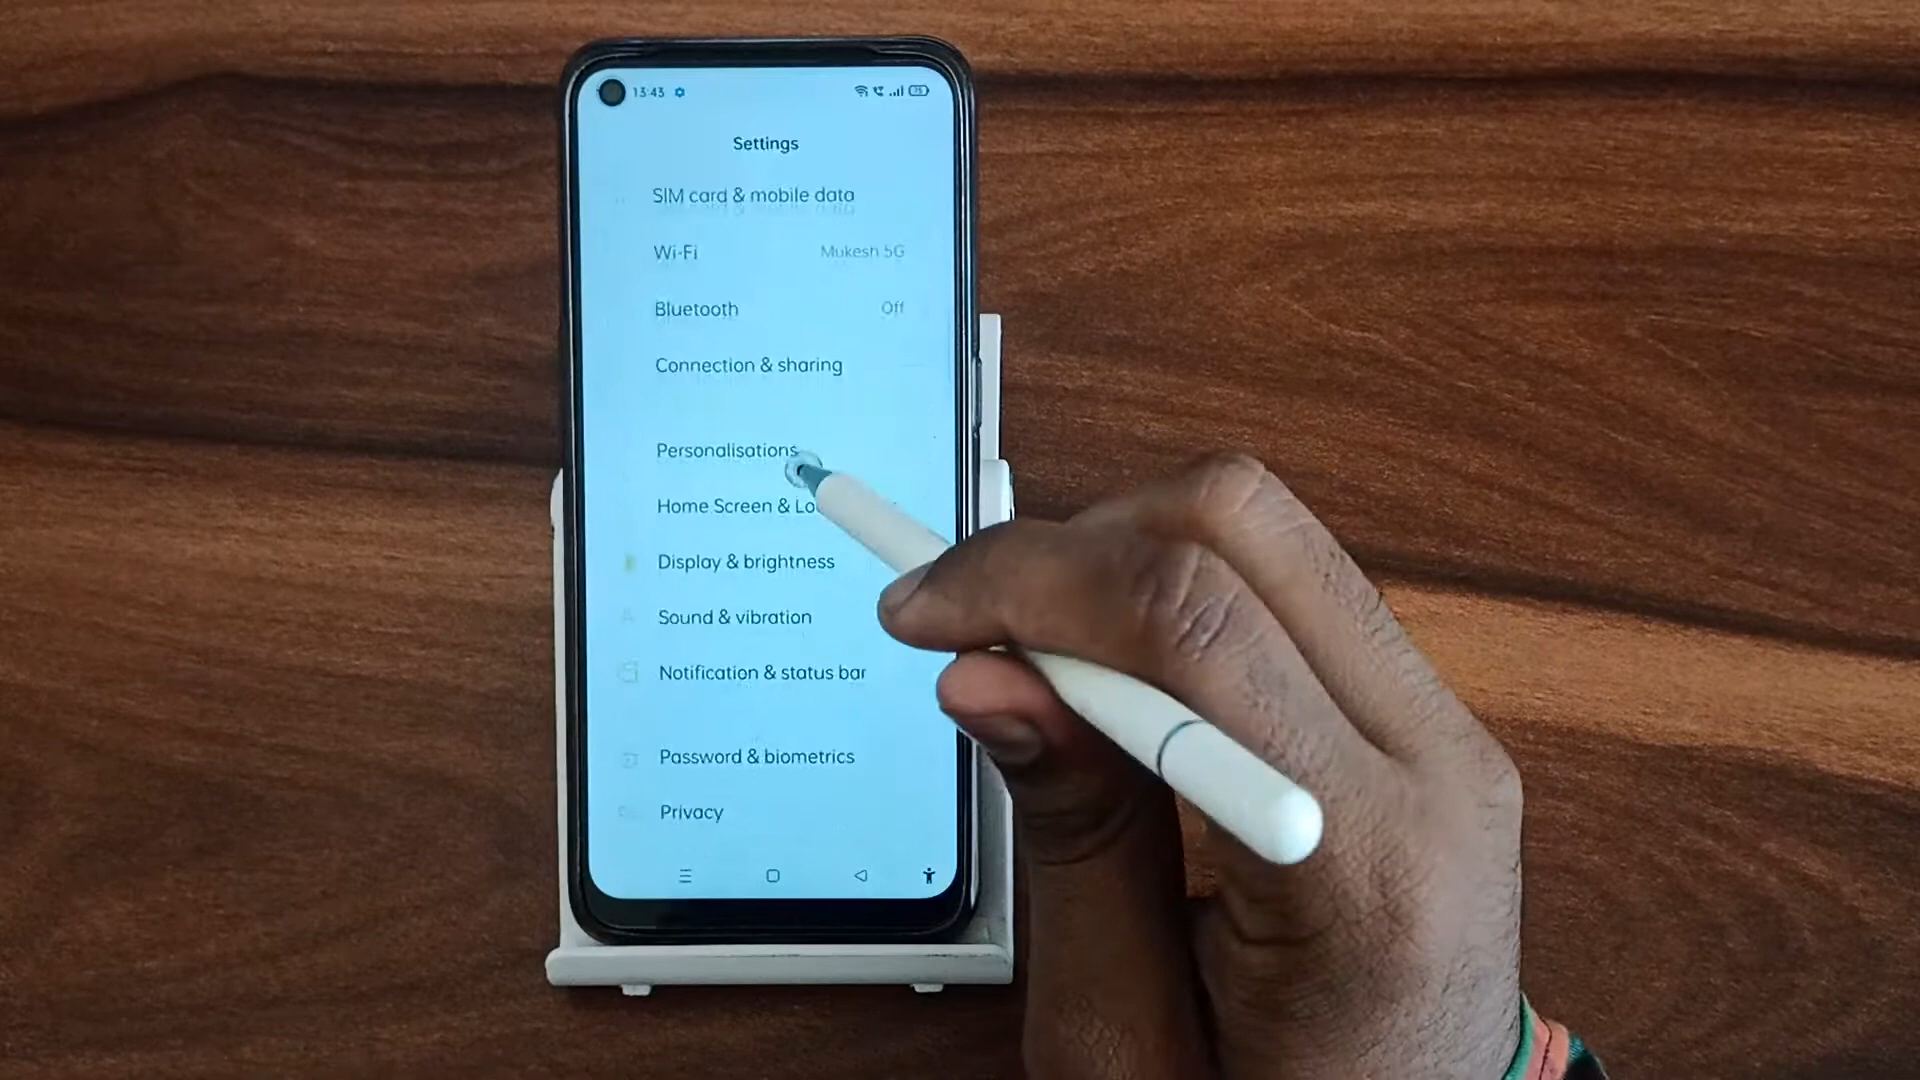 13:43 75
Settings
SIM card & mobile data
Wi-Fi Mukesh 5G
Bluetooth Off
Connection & sharing
Personalisations
Home Screen & Lo
Display & brightness
Sound & vibration
Notification & status bar
Password & biometrics
Privacy